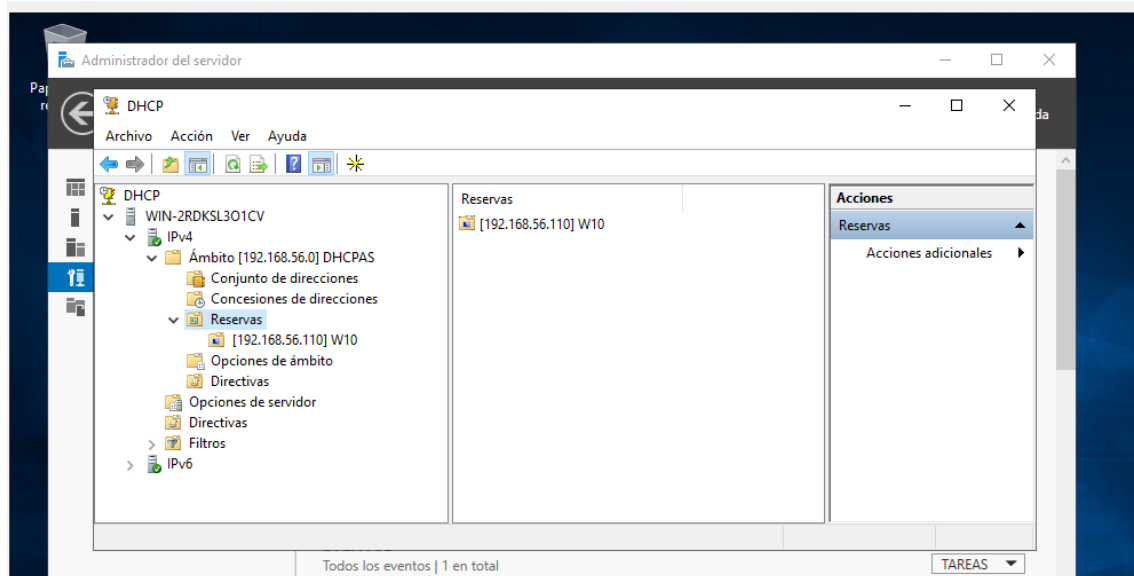 Administrador del servidor
DHCP
Archivo Acción Ver Ayuda
DHCP
WIN-2RDKSL3O1CV
IPv4
Ámbito [192.168.56.0] DHCPAS
Conjunto de direcciones
Concesiones de direcciones
Reservas
[192.168.56.110] W10
Opciones de ámbito
Directivas
Opciones de servidor
Directivas
Filtros
IPv6
Reservas
[192.168.56.110] W10
Acciones
Reservas
Acciones adicionales
Todos los eventos | 1 en total
TAREAS